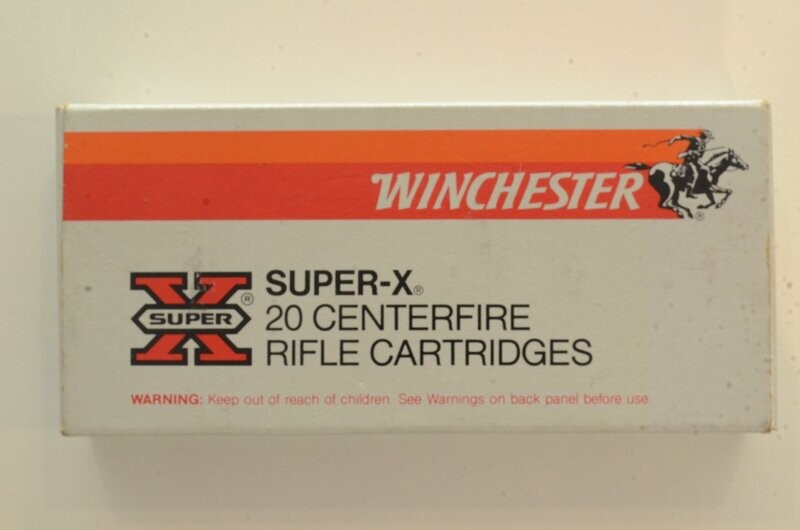 WINCHESTER
®
SUPER ®
SUPER-X®
20 CENTERFIRE
RIFLE CARTRIDGES
WARNING: Keep out of reach of children. See Warnings on back panel before use.